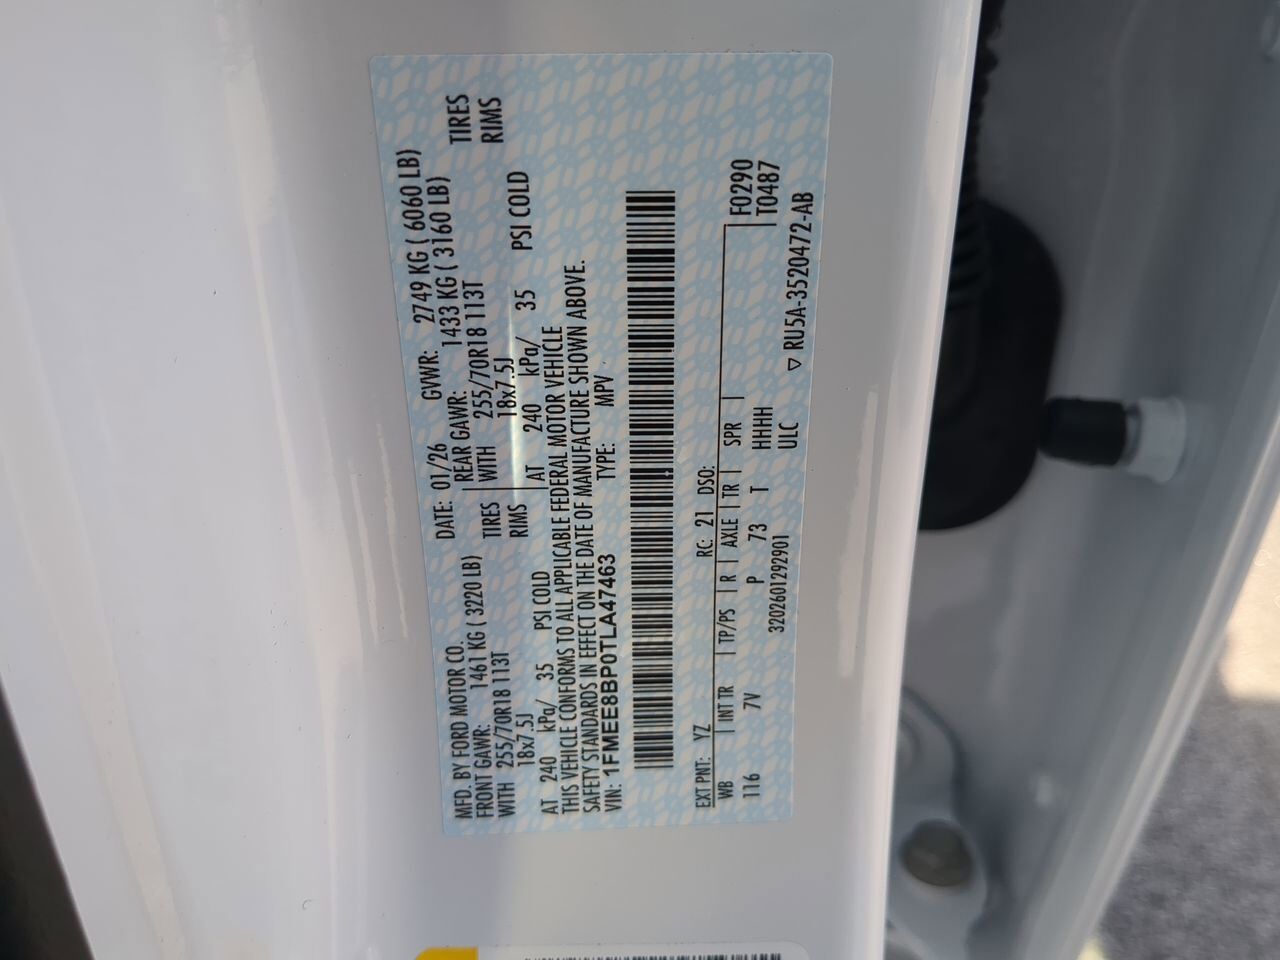 MFD. BY FORD MOTOR CO.
DATE: 01/26 GVWR: 2749 KG ( 6060 LB)
FRONT GAWR: 1461 KG ( 3220 LB)
REAR GAWR: 1433 KG ( 3160 LB)
WITH 255/70R18 113T TIRES
WITH 255/70R18 113T TIRES
18x7.5J RIMS
18x7.5J RIMS
AT 240 kPa/ 35 PSI COLD
AT 240 kPa/ 35 PSI COLD
THIS VEHICLE CONFORMS TO ALL APPLICABLE FEDERAL MOTOR VEHICLE
SAFETY STANDARDS IN EFFECT ON THE DATE OF MANUFACTURE SHOWN ABOVE.
VIN: 1FMEE8BP0TLA47463 TYPE: MPV
EXT PNT: YZ RC: 21 DSO:
WB | INT TR | TP/PS | R | AXLE | TR | SPR | F0290
116 7V P 73 T HHHH T0487
3202601292901 ULC
▽ RU5A-3520472-AB